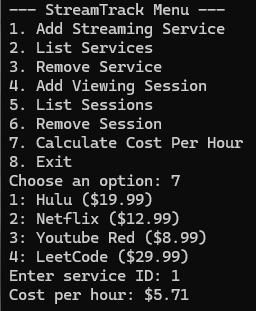 --- StreamTrack Menu ---
1. Add Streaming Service
2. List Services
3. Remove Service
4. Add Viewing Session
5. List Sessions
6. Remove Session
7. Calculate Cost Per Hour
8. Exit
Choose an option: 7
1: Hulu ($19.99)
2: Netflix ($12.99)
3: Youtube Red ($8.99)
4: LeetCode ($29.99)
Enter service ID: 1
Cost per hour: $5.71